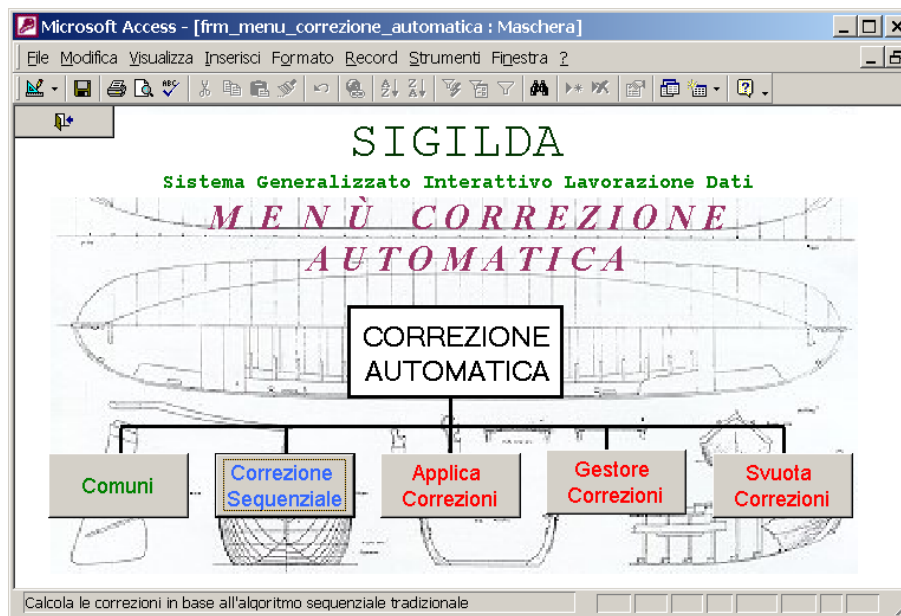 Microsoft Access - [frm_menu_correzione_automatica : Maschera]
File Modifica Visualizza Inserisci Formato Record Strumenti Finestra ?
SIGILDA
Sistema Generalizzato Interattivo Lavorazione Dati
MENÙ CORREZIONE
AUTOMATICA
CORREZIONE
AUTOMATICA
Comuni
Correzione
Sequenziale
Applica
Correzioni
Gestore
Correzioni
Svuota
Correzioni
Calcola le correzioni in base all'algoritmo sequenziale tradizionale